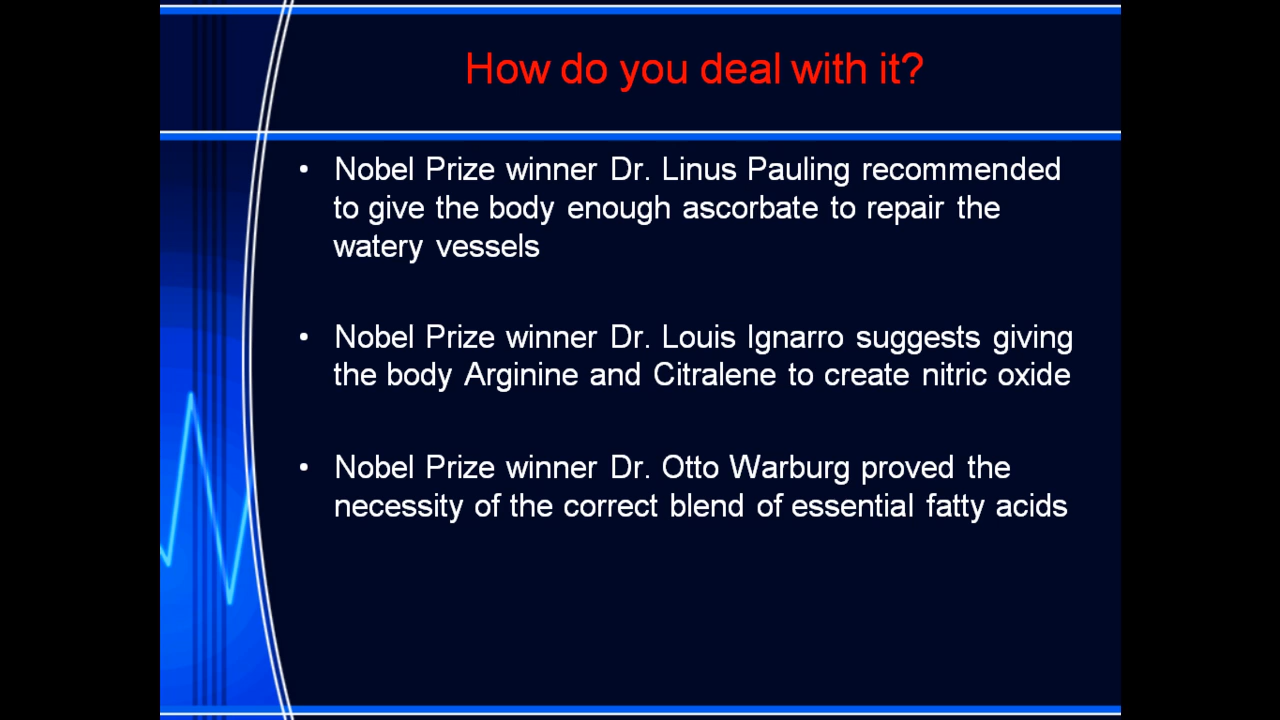 How do you deal with it?
• Nobel Prize winner Dr. Linus Pauling recommended
to give the body enough ascorbate to repair the
watery vessels
• Nobel Prize winner Dr. Louis Ignarro suggests giving
the body Arginine and Citralene to create nitric oxide
• Nobel Prize winner Dr. Otto Warburg proved the
necessity of the correct blend of essential fatty acids